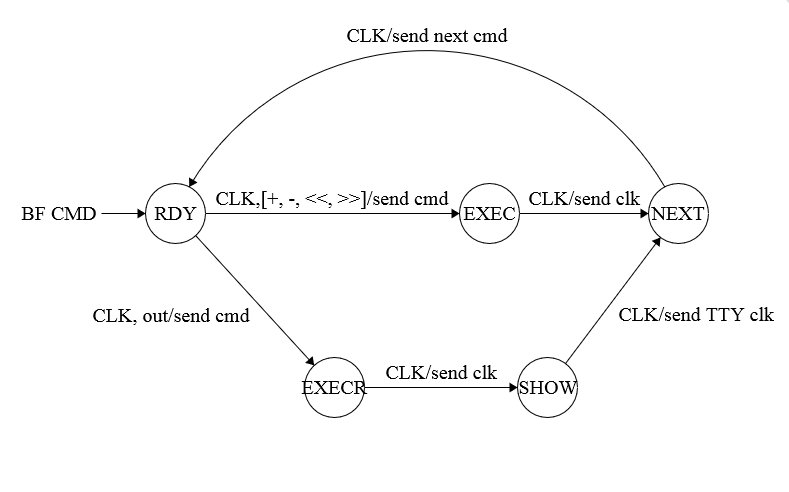 CLK/send next cmd
CLK,[+, -, <<, >>]/send cmd
CLK/send clk
BF CMD
RDY
EXEC
NEXT
CLK, out/send cmd
CLK/send TTY clk
CLK/send clk
EXECR
SHOW